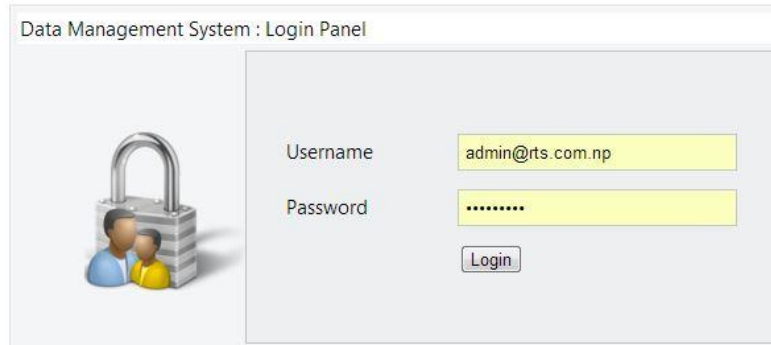 Data Management System : Login Panel
Username admin@rts.com.np
Password •••••••••
Login